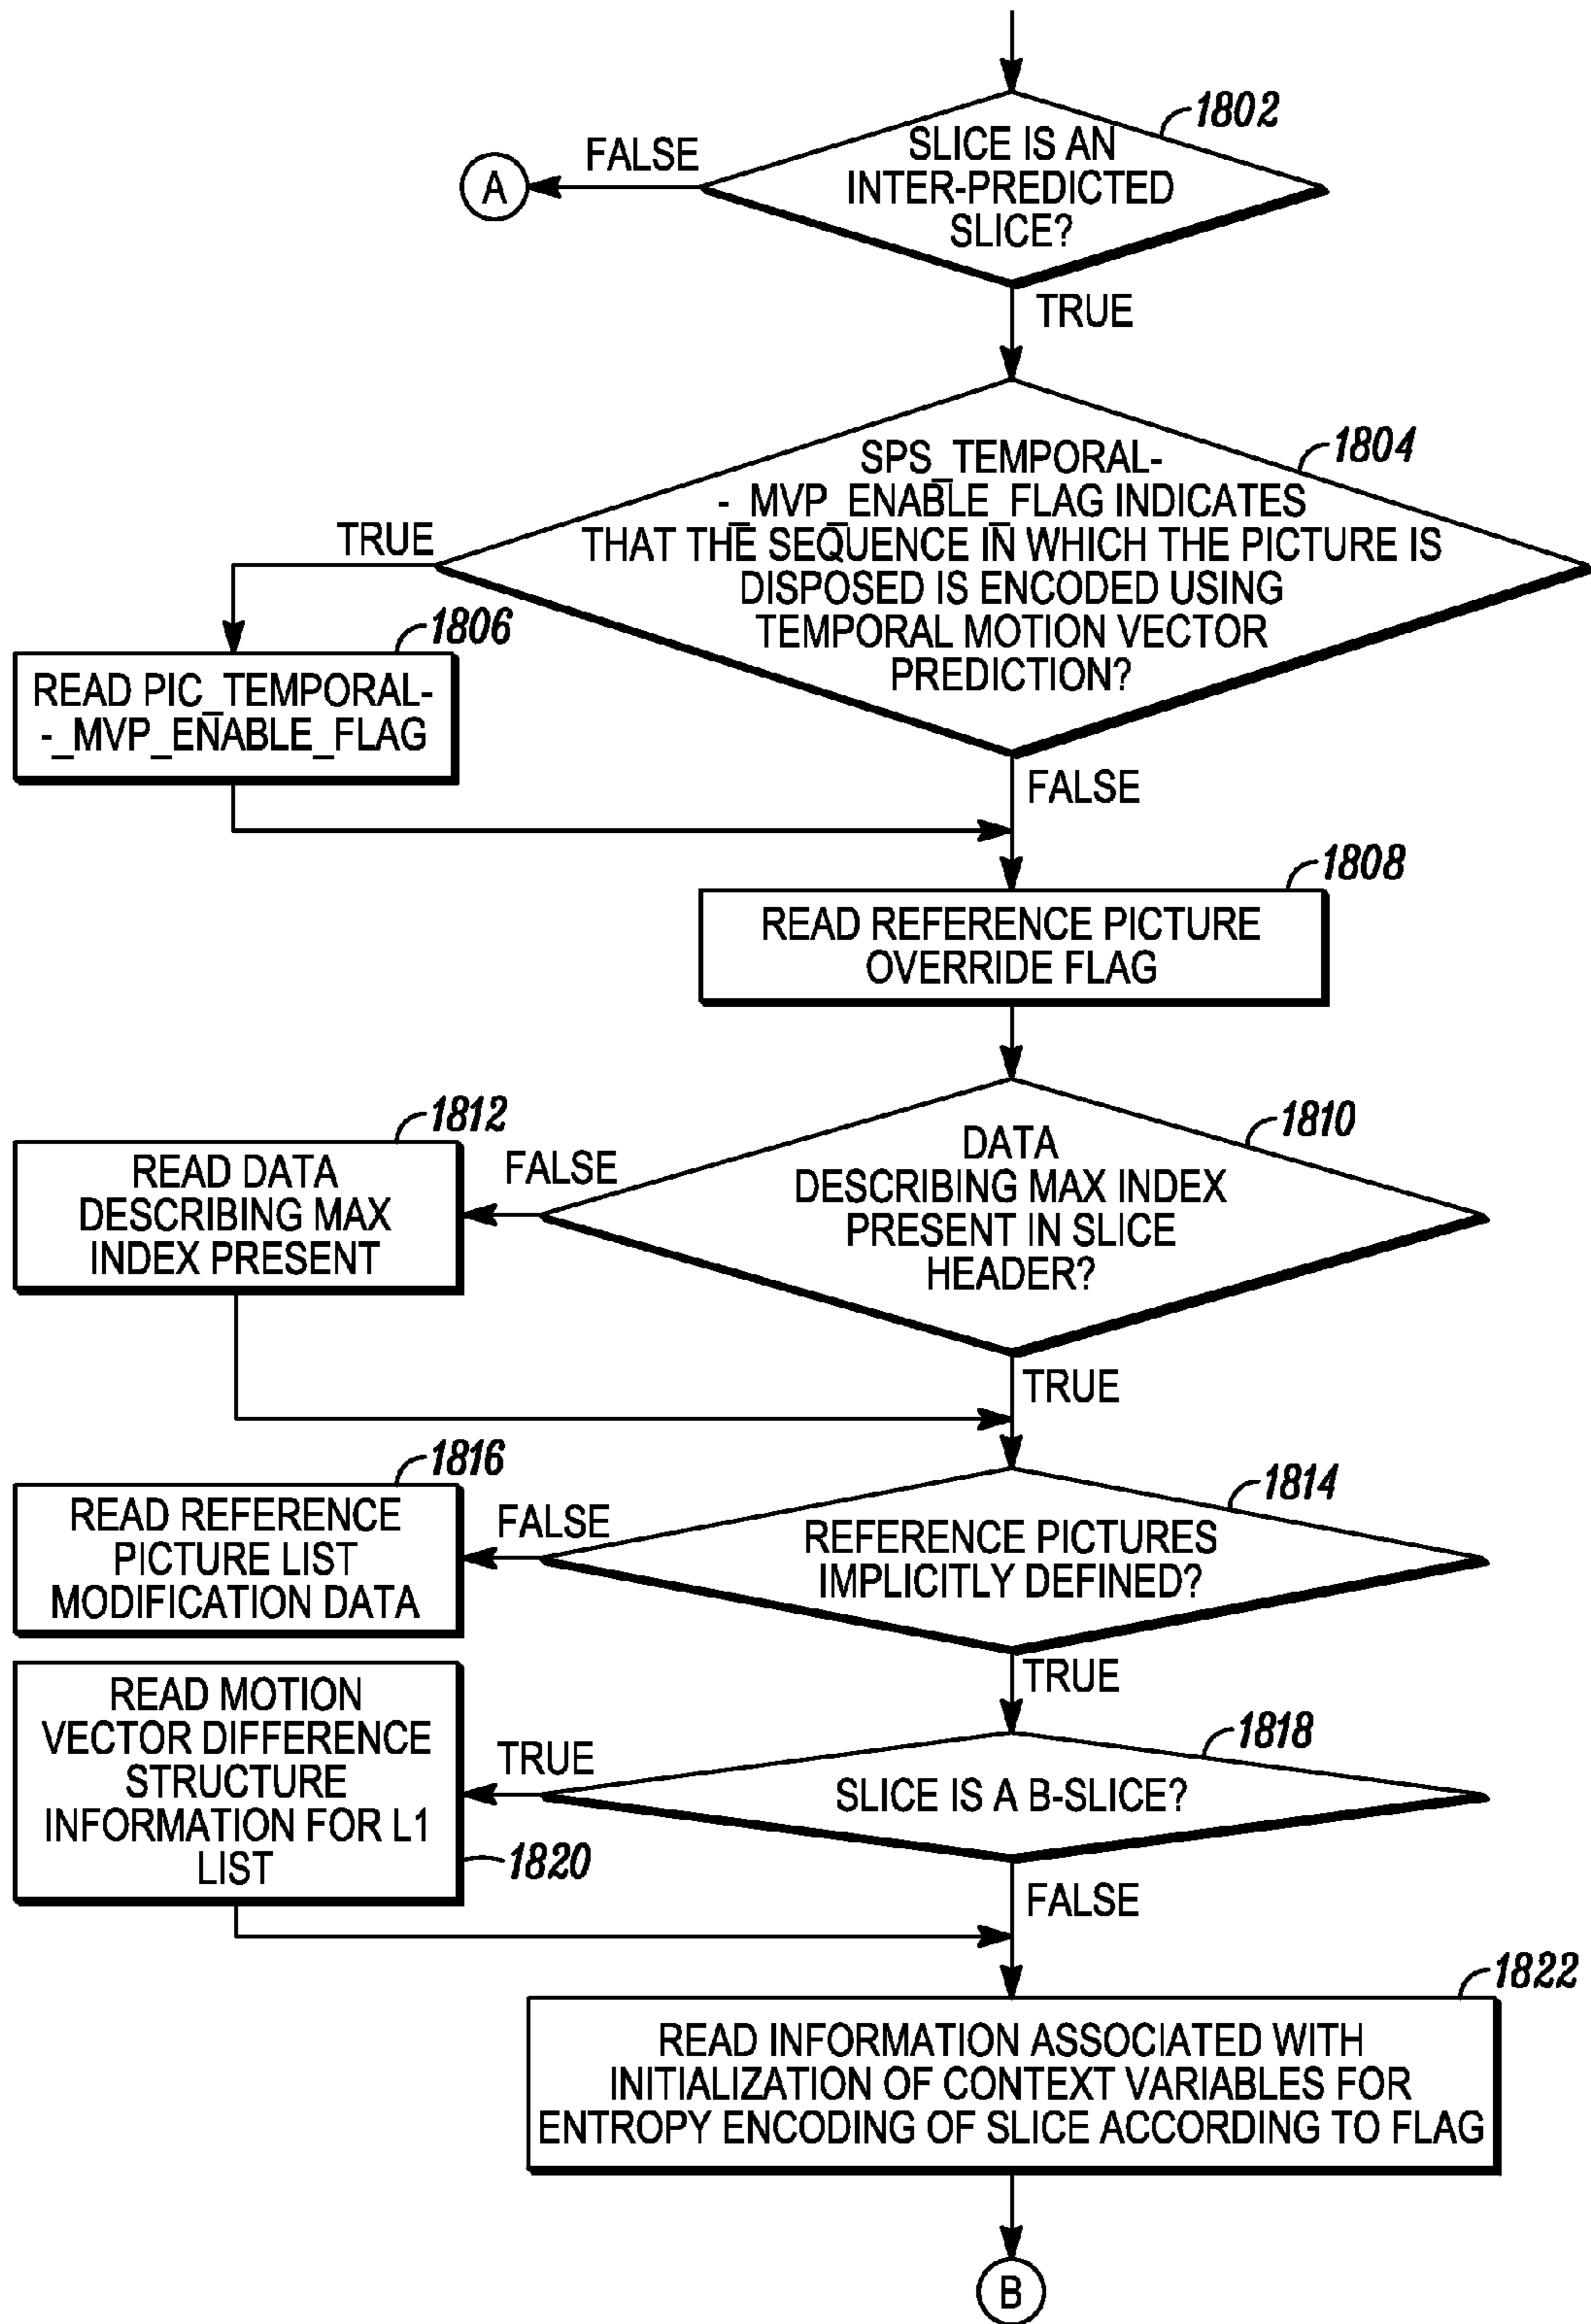 1802
SLICE IS AN
INTER-PREDICTED
SLICE?
FALSE
A
TRUE
1804
SPS_TEMPORAL-
-_MVP_ENABLE_FLAG INDICATES
THAT THE SEQUENCE IN WHICH THE PICTURE IS
DISPOSED IS ENCODED USING
TEMPORAL MOTION VECTOR
PREDICTION?
TRUE
1806
READ PIC_TEMPORAL-
-_MVP_ENABLE_FLAG
FALSE
1808
READ REFERENCE PICTURE
OVERRIDE FLAG
1810
DATA
DESCRIBING MAX INDEX
PRESENT IN SLICE
HEADER?
FALSE
1812
READ DATA
DESCRIBING MAX
INDEX PRESENT
TRUE
1814
REFERENCE PICTURES
IMPLICITLY DEFINED?
FALSE
1816
READ REFERENCE
PICTURE LIST
MODIFICATION DATA
TRUE
1818
SLICE IS A B-SLICE?
TRUE
READ MOTION
VECTOR DIFFERENCE
STRUCTURE
INFORMATION FOR L1
LIST
1820
FALSE
1822
READ INFORMATION ASSOCIATED WITH
INITIALIZATION OF CONTEXT VARIABLES FOR
ENTROPY ENCODING OF SLICE ACCORDING TO FLAG
B